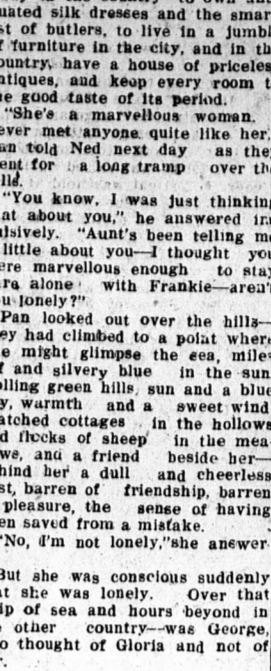 uated silk dresses and the smar
st of butlers, to live in a jumbl
f furniture in the city, and in th
ountry, have a house of priceles
ntiques, and keep every room t
he good taste of its period.
"She's a marvellous woman.
ever met anyone quite like her,
an told Ned next day as the
ent for a long tramp over th
lls.
"You know, I was just thinkin
at about you," he answered im
ulsively. "Aunt's been telling m
little about you—I thought yo
ere marvellous enough to stay
ere alone with Frankie—aren'
ou lonely?"
Pan looked out over the hills—
ey had climbed to a point where
e might glimpse the sea, mile
f and silvery blue in the sun
olling green hills, sun and a blue
y, warmth and a sweet wind
atched cottages in the hollows
d flocks of sheep in the mea
ws, and a friend beside her—
hind her a dull and cheerless
st, barren of friendship, barren
pleasure, the sense of having
en saved from a mistake.
"No, I'm not lonely,"she answer
But she was conscious suddenly
at she was lonely. Over that
ip of sea and hours beyond in
e other country—was George,
o thought of Gloria and not of
r.